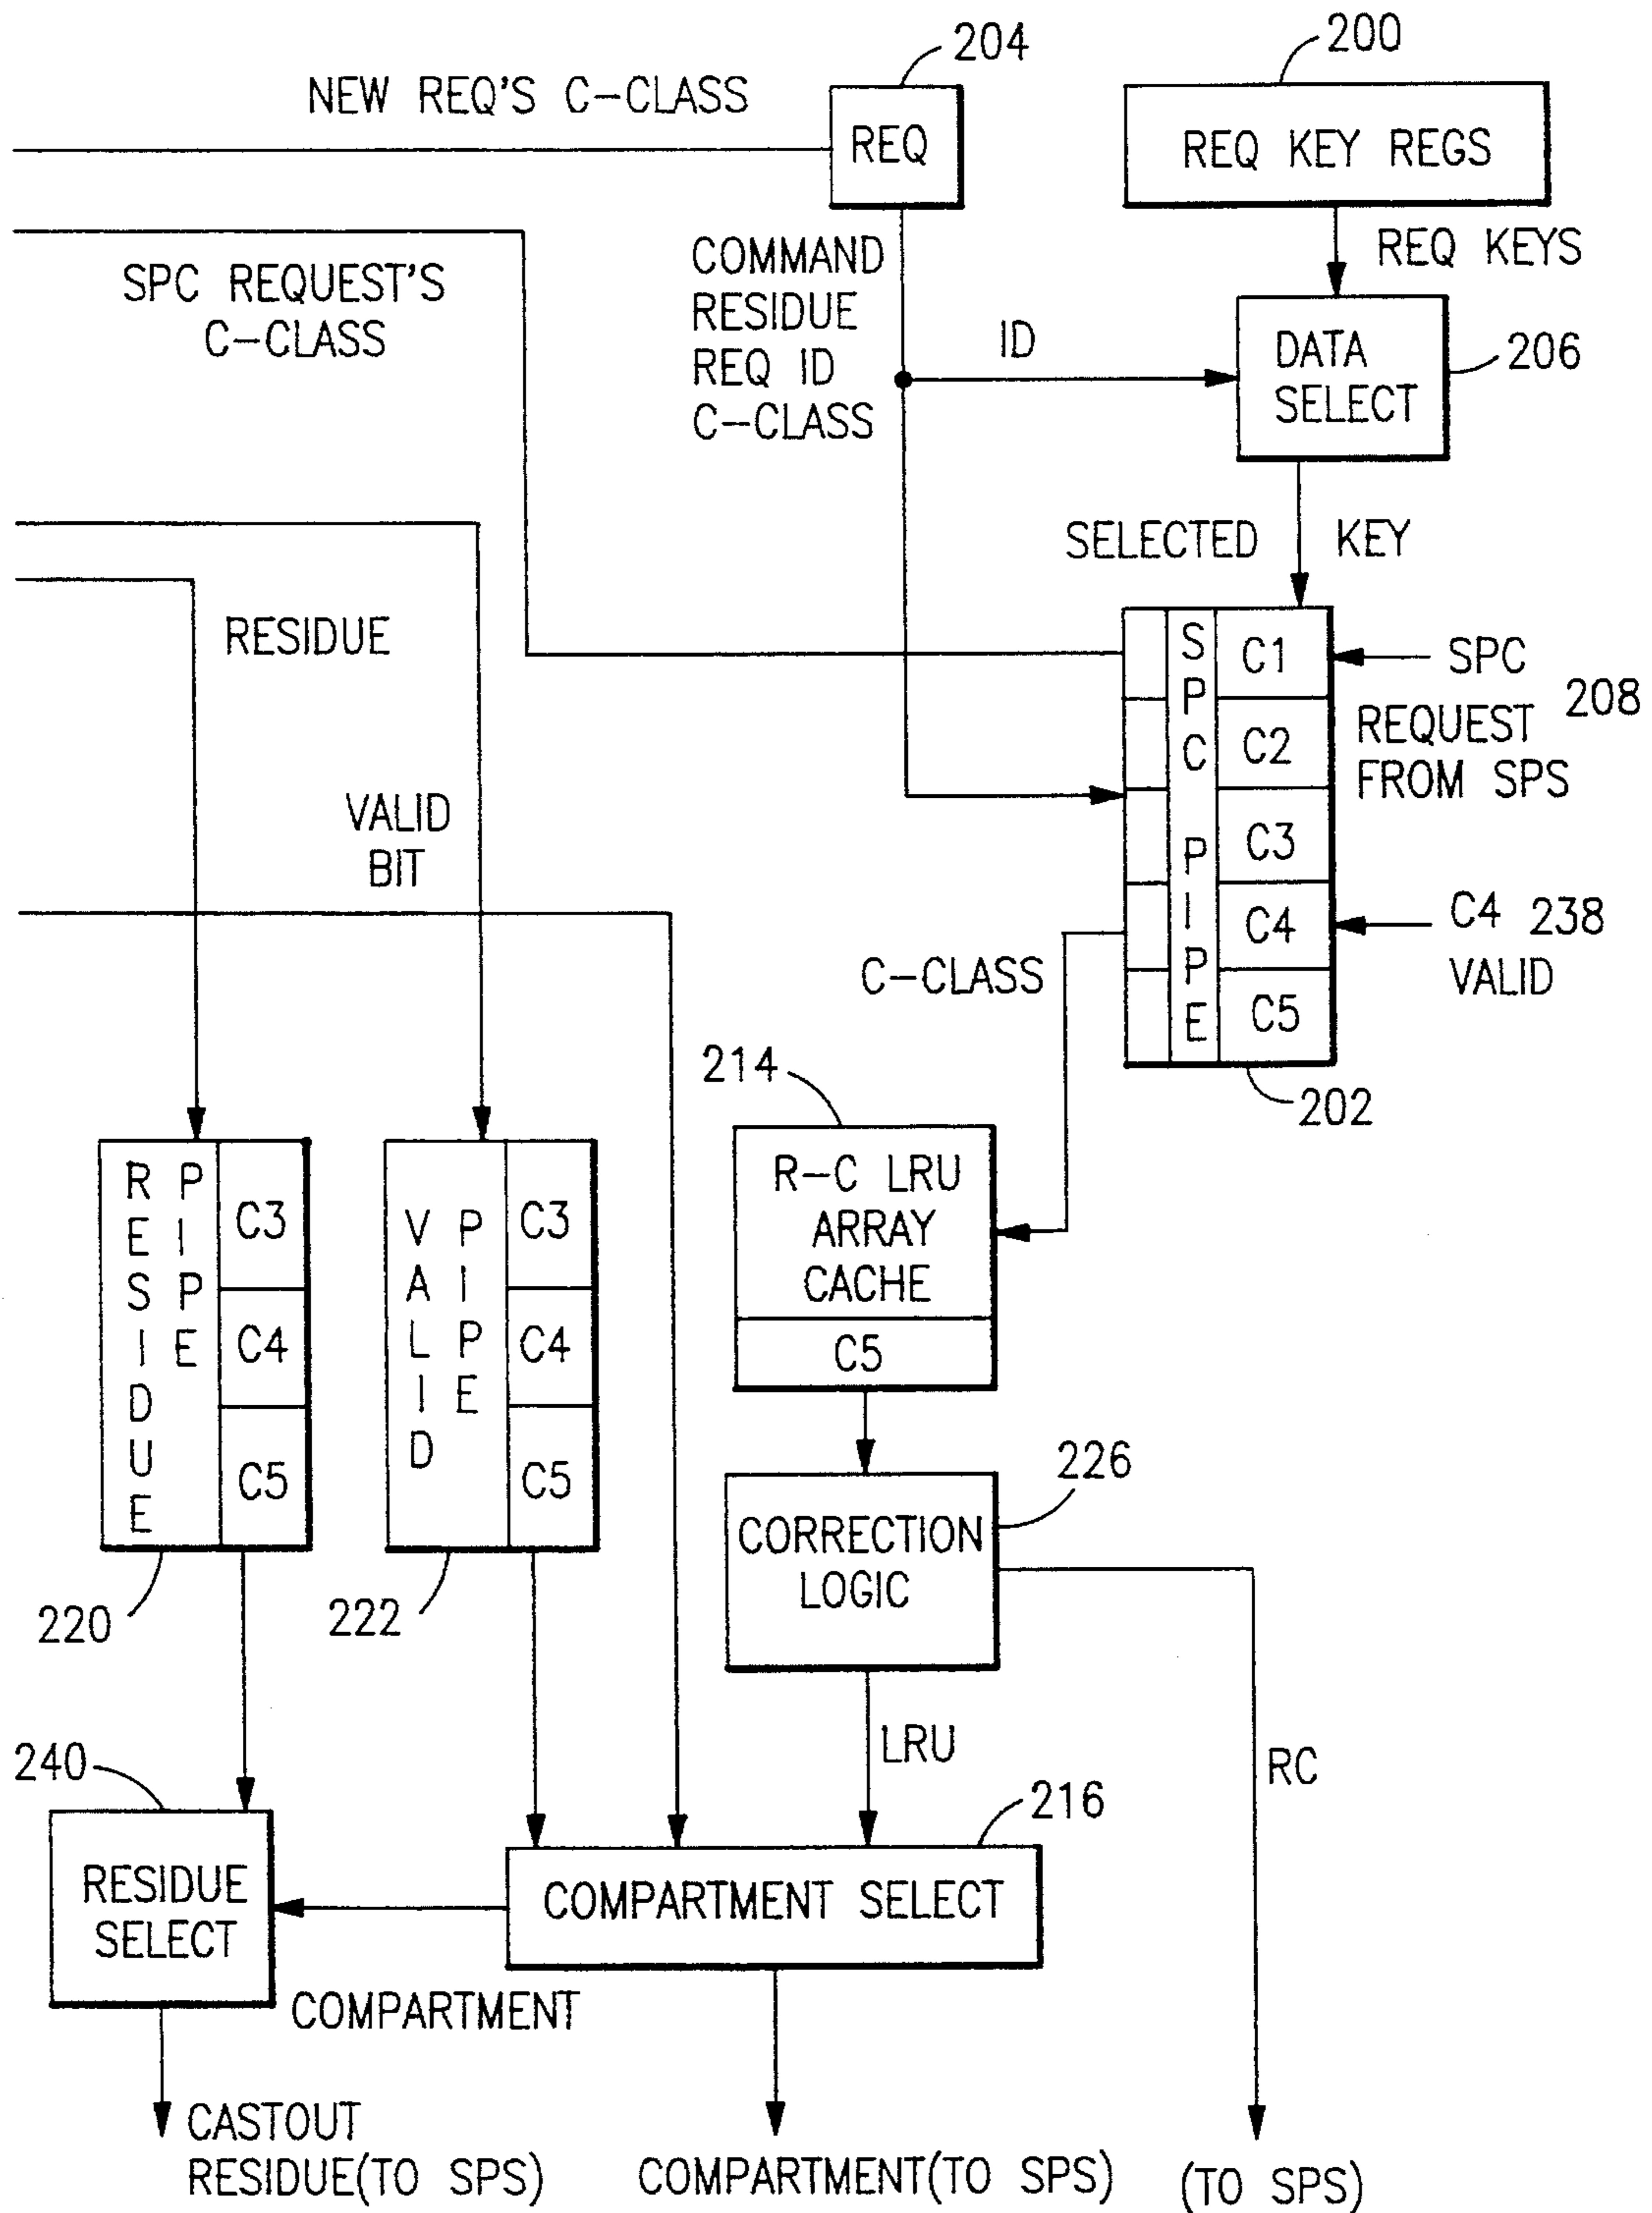 204
200
NEW REQ'S C-CLASS
REQ
REQ KEY REGS
SPC REQUEST'S
C-CLASS
COMMAND
RESIDUE
REQ ID
C-CLASS
ID
REQ KEYS
DATA
SELECT
206
SELECTED KEY
RESIDUE
VALID
BIT
SPC PIPE
C1
C2
C3
C4
C5
SPC
REQUEST
FROM SPS
208
C4
VALID
238
C-CLASS
202
214
R-C LRU
ARRAY
CACHE
C5
RESIDUE
PIPE
C3
C4
C5
VALID
PIPE
C3
C4
C5
220
222
CORRECTION
LOGIC
226
LRU
RC
240
216
RESIDUE
SELECT
COMPARTMENT SELECT
COMPARTMENT
CASTOUT
RESIDUE(TO SPS)
COMPARTMENT(TO SPS)
(TO SPS)